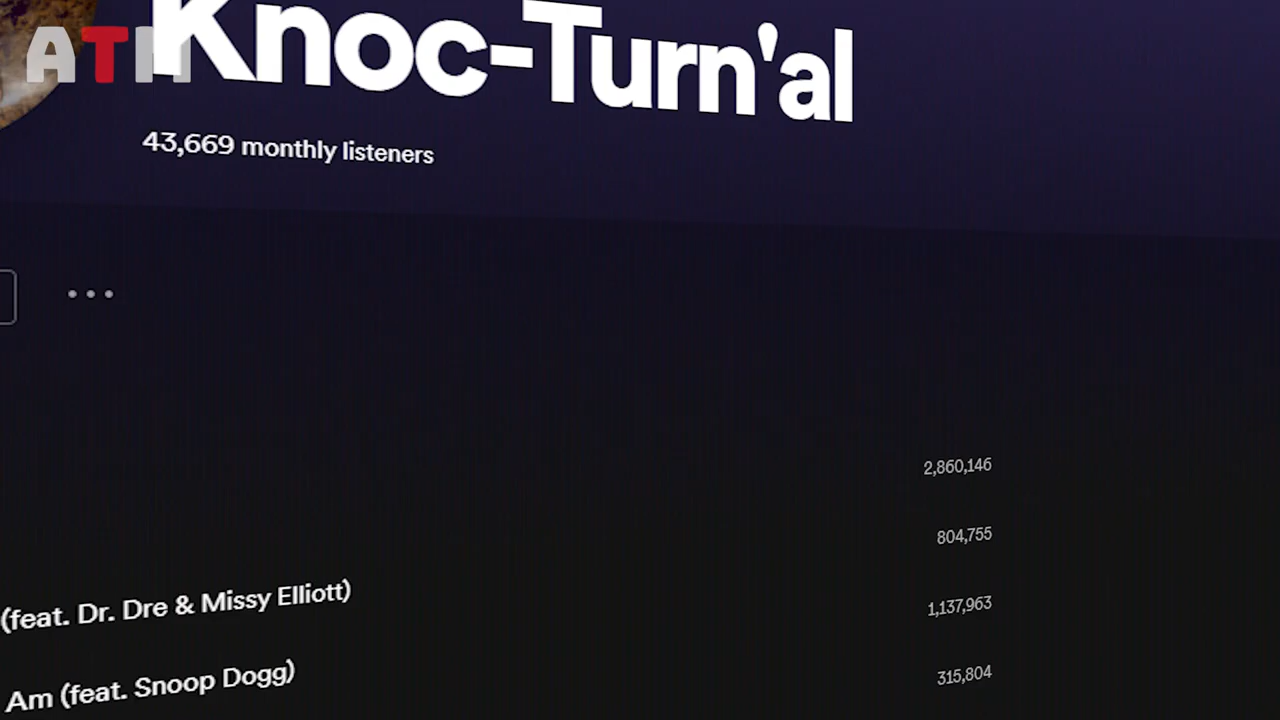 ATH
Knoc-Turn'al
43,669 monthly listeners
2,860,146
804,755
(feat. Dr. Dre & Missy Elliott)
1,137,963
Am (feat. Snoop Dogg)
315,804